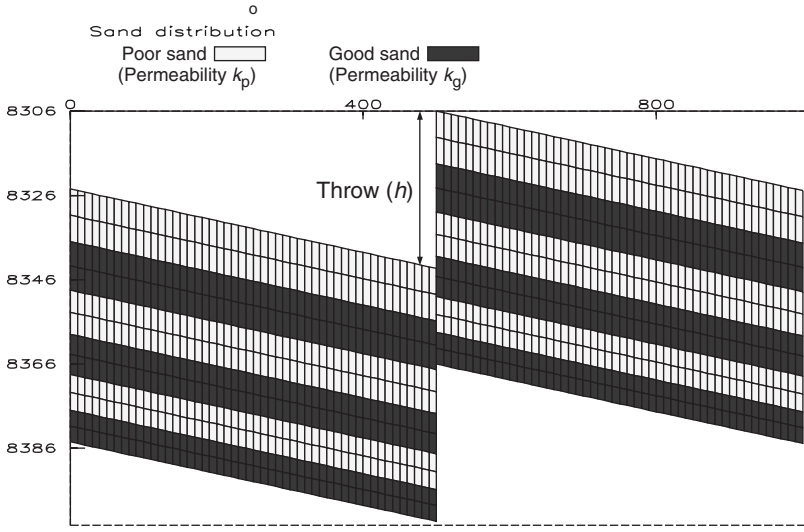 o
Sand distribution
Poor sand
(Permeability kp)
Good sand
(Permeability kg)
0 400 800
8306
8326
8346
8366
8386
Throw (h)